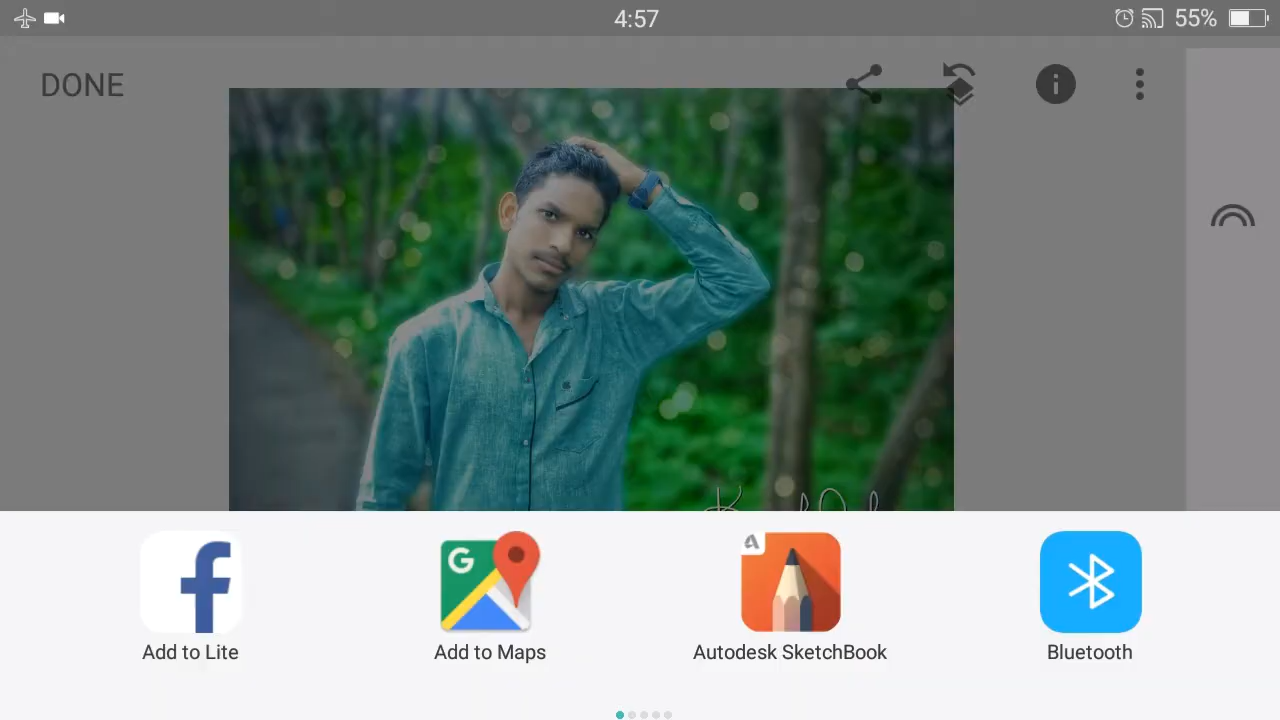 4:57
55%
DONE
G
Add to Lite
Add to Maps
Autodesk SketchBook
Bluetooth